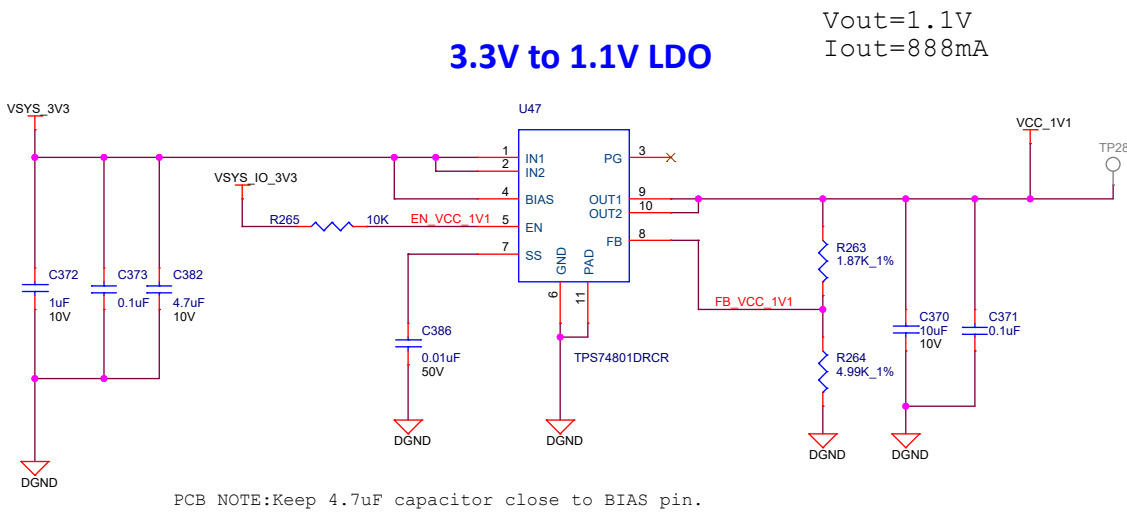 Vout=1.1V
Iout=888mA
3.3V to 1.1V LDO
VSYS_3V3
U47
VCC_1V1
TP28
1
IN1
2
IN2
PG
3
VSYS_IO_3V3
4
BIAS
OUT1
9
OUT2
10
R265
10K
EN_VCC_1V1
5
EN
FB
8
7
SS
GND
PAD
6
11
R263
1.87K_1%
C372
1uF
10V
C373
0.1uF
C382
4.7uF
10V
FB_VCC_1V1
C386
0.01uF
50V
TPS74801DRCR
C370
10uF
10V
C371
0.1uF
R264
4.99K_1%
DGND
DGND
DGND
DGND
DGND
PCB NOTE:Keep 4.7uF capacitor close to BIAS pin.